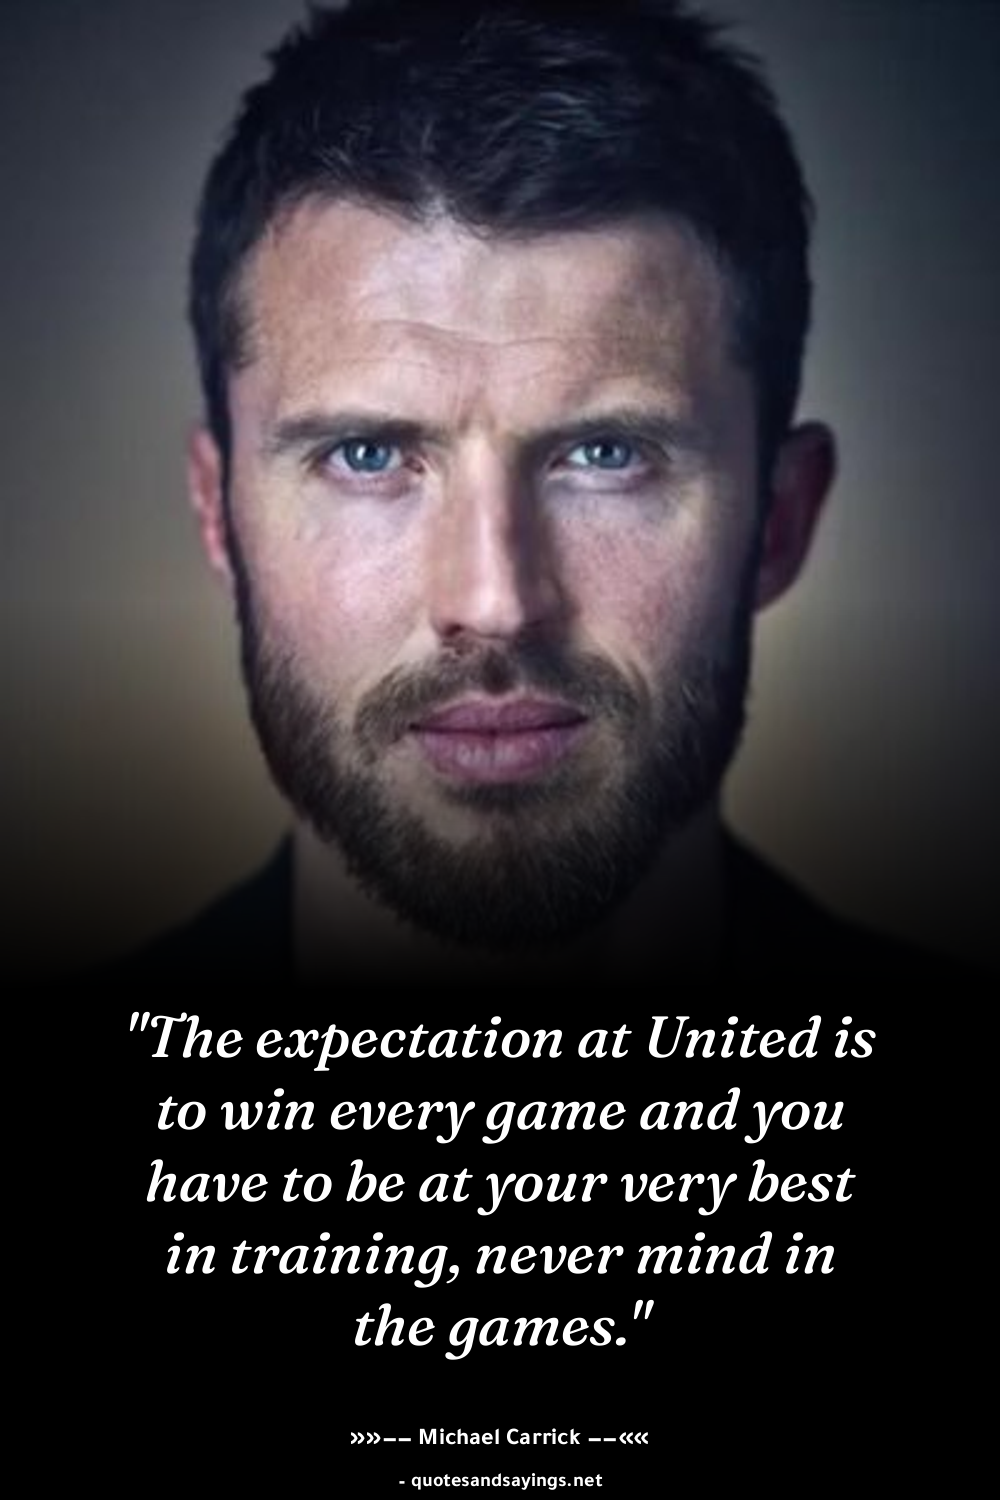 "The expectation at United is
to win every game and you
have to be at your very best
in training, never mind in
the games."
»»−− Michael Carrick −−««
- quotesandsayings.net